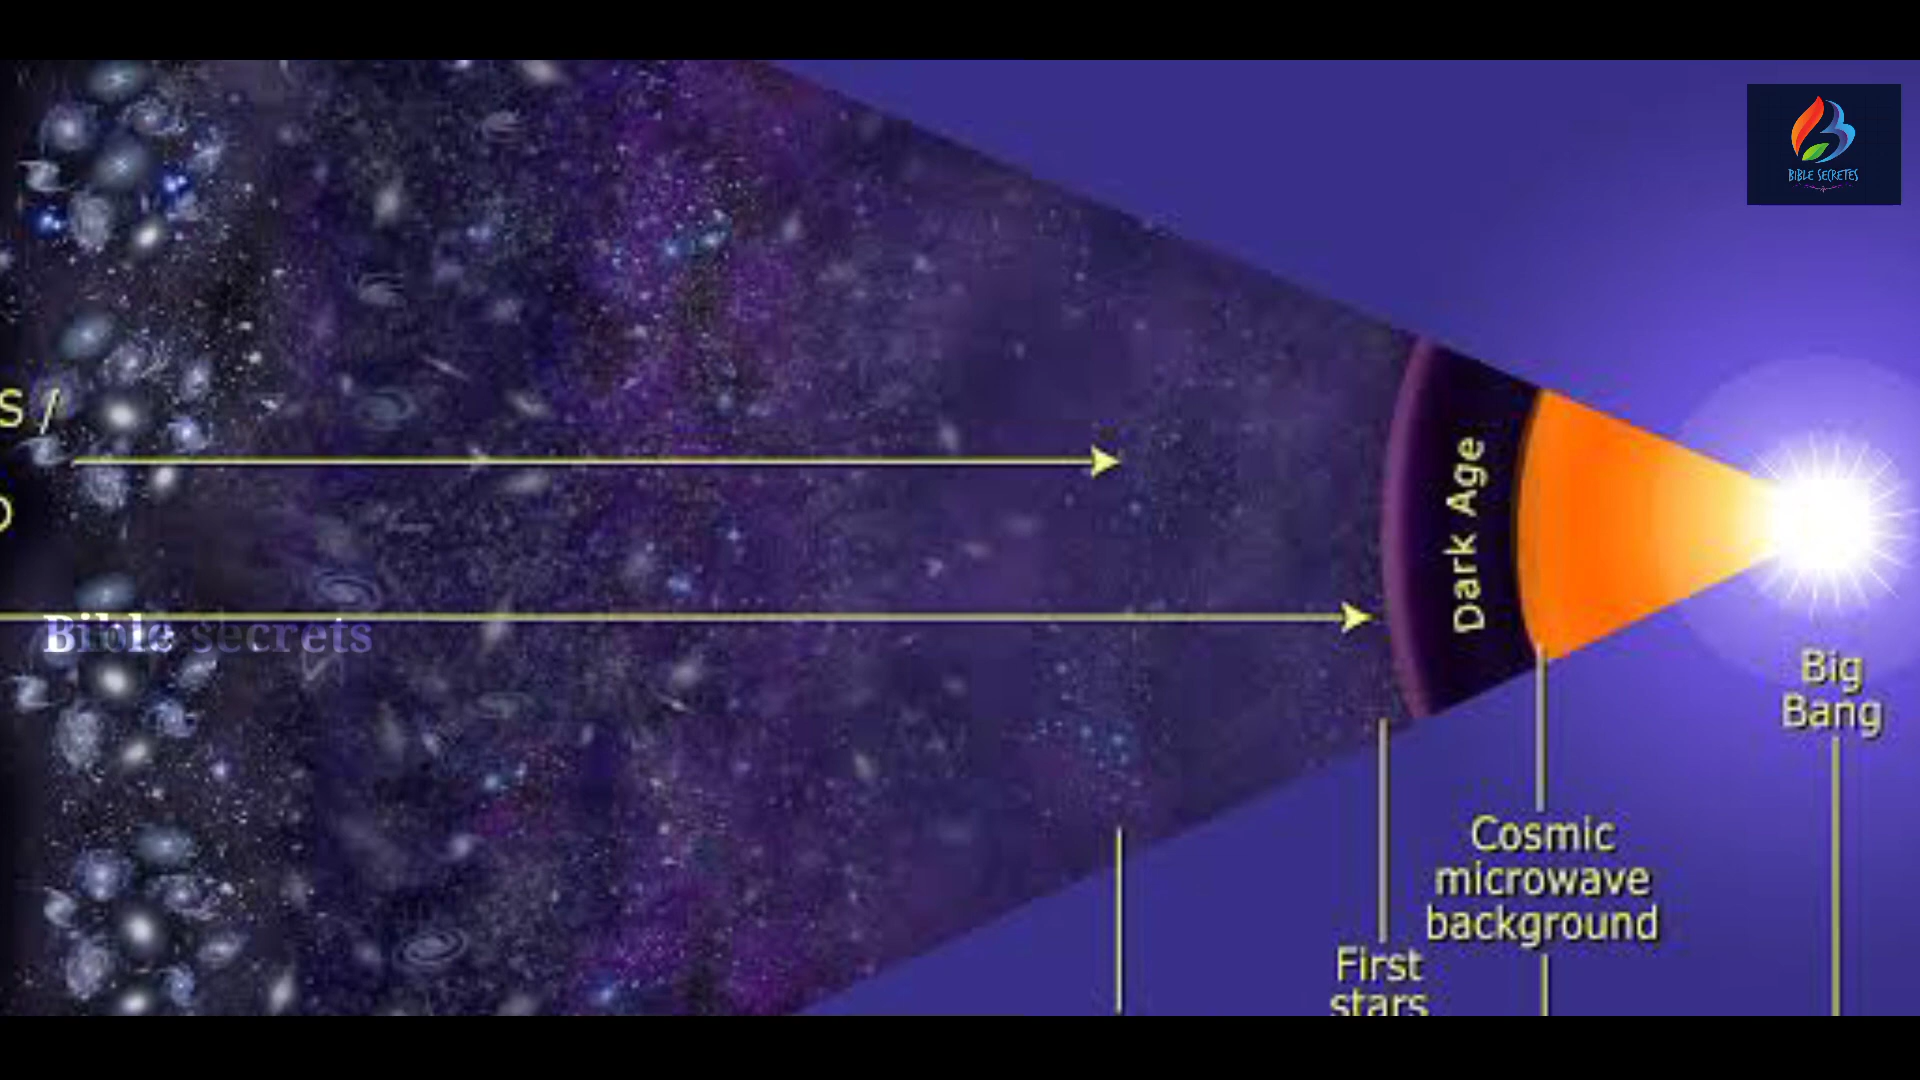 BIBLE SECRETES
S /
Dark Age
Bible secrets
Big
Bang
Cosmic
microwave
background
First
stars